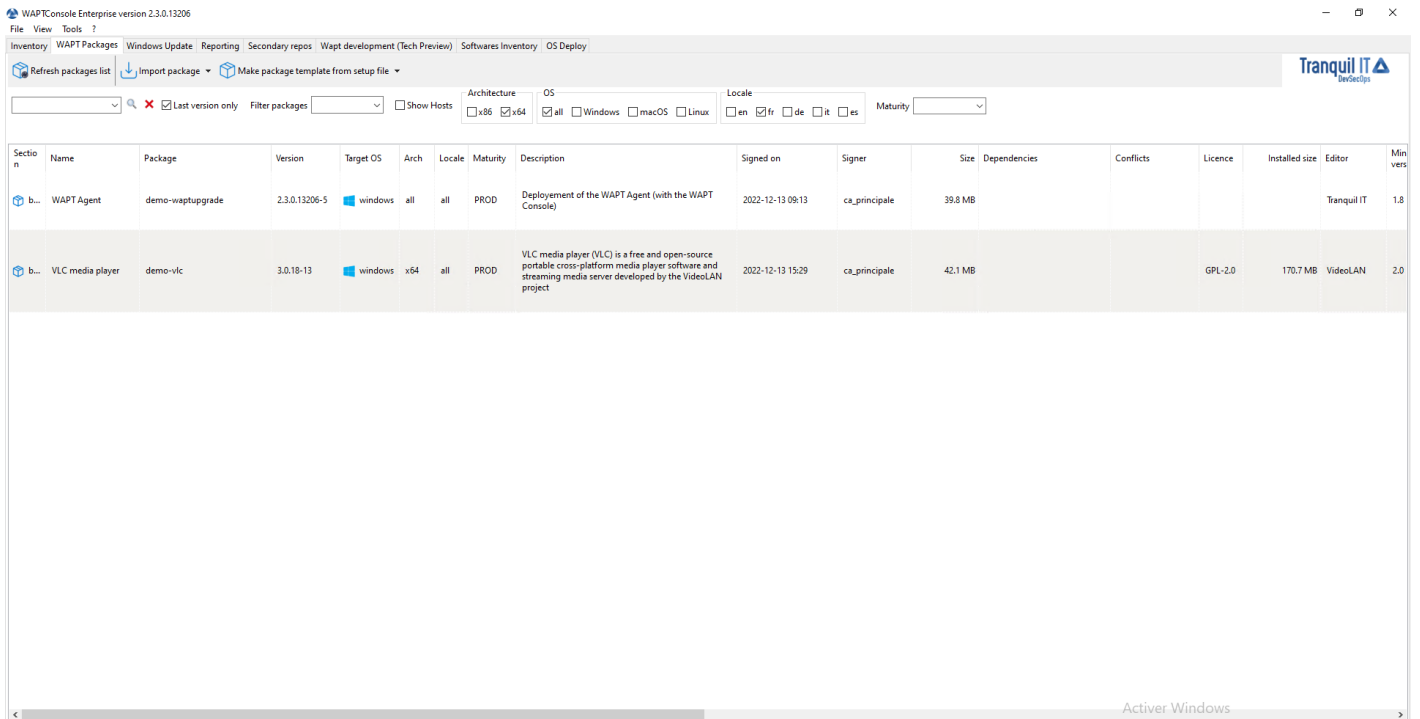 WAPTConsole Enterprise version 2.3.0.13206
File View Tools ?
Inventory WAPT Packages Windows Update Reporting Secondary repos Wapt development (Tech Preview) Softwares Inventory OS Deploy
Refresh packages list Import package Make package template from setup file
Tranquil IT
DevSecOps
Last version only Filter packages Show Hosts
Architecture
x86 x64
OS
all Windows macOS Linux
Locale
en fr de it es
Maturity
Sectio
n
Name Package Version Target OS Arch Locale Maturity Description Signed on Signer Size Dependencies Conflicts Licence Installed size Editor
Min
vers
b... WAPT Agent demo-waptupgrade 2.3.0.13206-5 windows all all PROD
Deployement of the WAPT Agent (with the WAPT
Console)
2022-12-13 09:13 ca_principale 39.8 MB Tranquil IT 1.8
b... VLC media player demo-vlc 3.0.18-13 windows x64 all PROD
VLC media player (VLC) is a free and open-source
portable cross-platform media player software and
streaming media server developed by the VideoLAN
project
2022-12-13 15:29 ca_principale 42.1 MB GPL-2.0 170.7 MB VideoLAN 2.0
Activer Windows